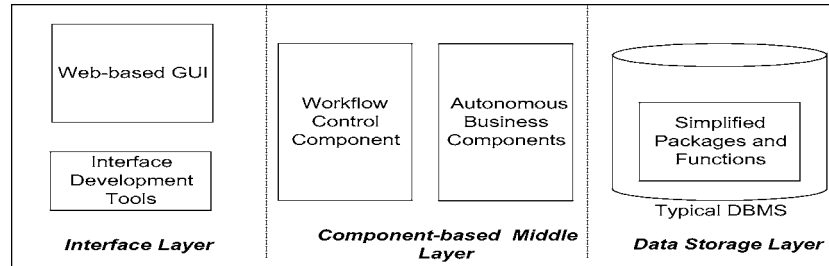 Web-based GUI
Interface
Development
Tools
Interface Layer
Workflow
Control
Component
Autonomous
Business
Components
Component-based Middle
Layer
Simplified
Packages and
Functions
Typical DBMS
Data Storage Layer